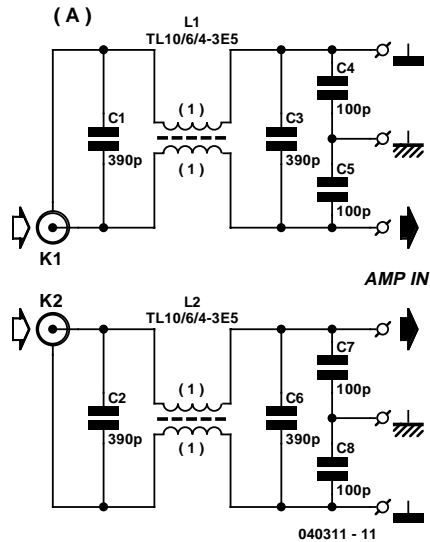 ( A )
L1
TL10/6/4-3E5
C1
390p
( 1 )
( 1 )
C3
390p
C4
100p
C5
100p
K1
AMP IN
K2
L2
TL10/6/4-3E5
C2
390p
( 1 )
( 1 )
C6
390p
C7
100p
C8
100p
040311 - 11